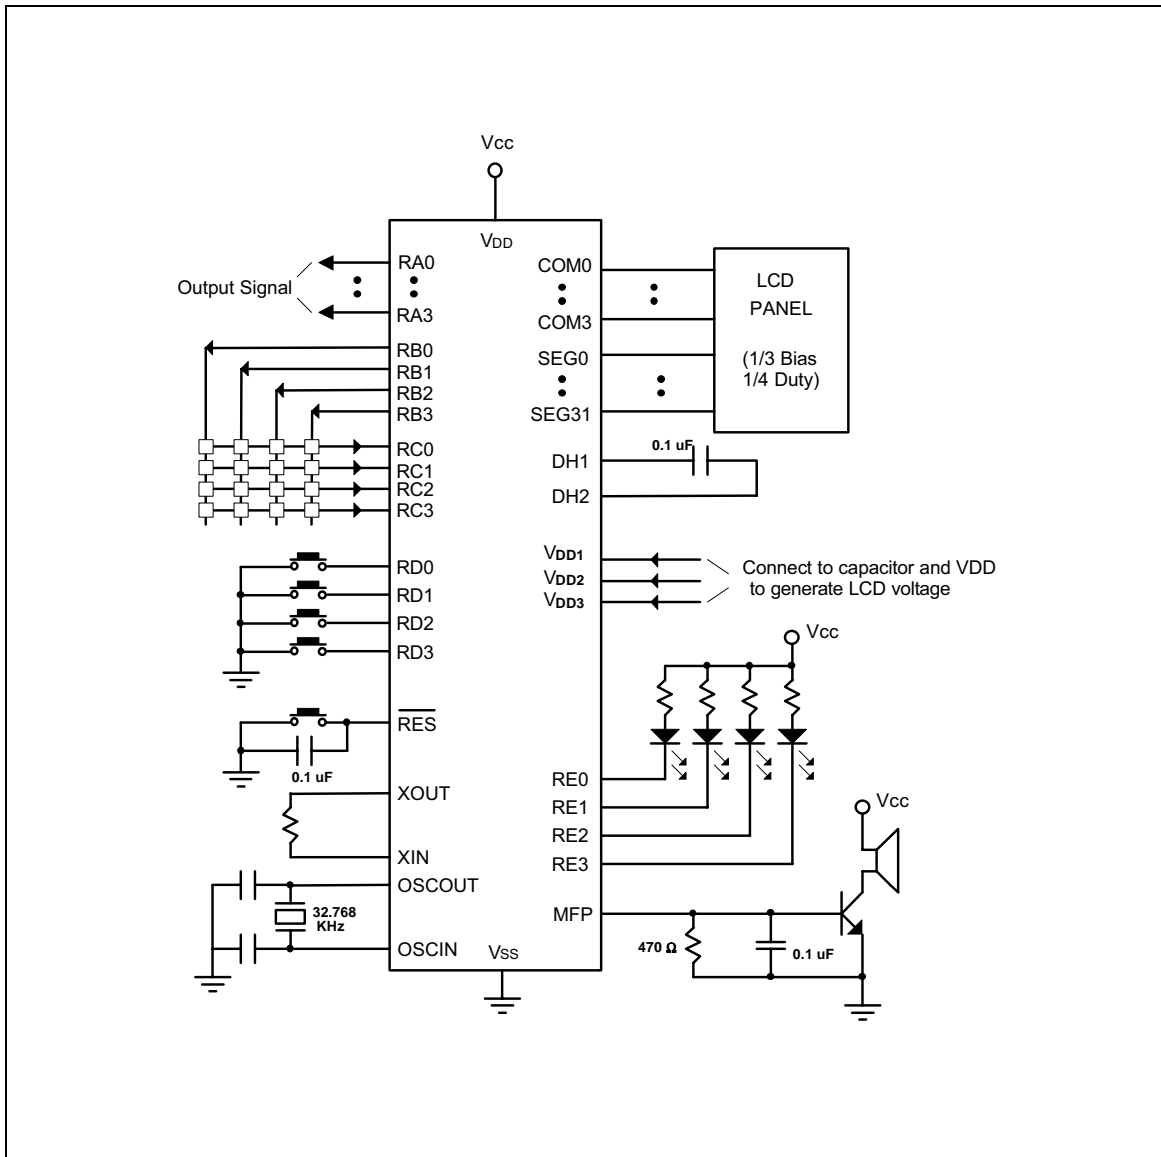 Vcc
VDD
Output Signal
RA0
RA3
RB0
RB1
RB2
RB3
RC0
RC1
RC2
RC3
RD0
RD1
RD2
RD3
RES
0.1 uF
XOUT
XIN
OSCOUT
32.768
KHz
OSCIN
VSS
COM0
COM3
SEG0
SEG31
LCD
PANEL
(1/3 Bias
1/4 Duty)
DH1
0.1 uF
DH2
VDD1
VDD2
VDD3
Connect to capacitor and VDD
to generate LCD voltage
Vcc
RE0
RE1
RE2
RE3
Vcc
MFP
470 Ω
0.1 uF